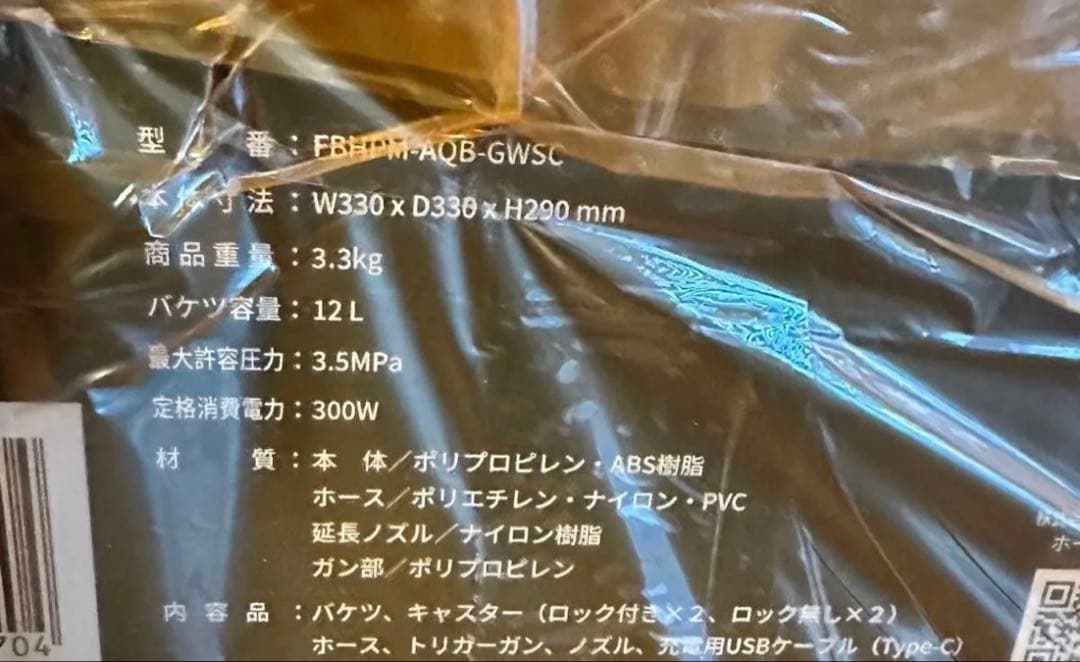 型 番：FBHPM-AQB-GWSC
本体寸法：W330 x D330 x H290 mm
商品重量：3.3kg
バケツ容量：12 L
最大許容圧力：3.5MPa
定格消費電力：300W
材 質：本 体／ポリプロピレン・ABS樹脂
ホース／ポリエチレン・ナイロン・PVC
延長ノズル／ナイロン樹脂
ガン部／ポリプロピレン
内 容 品：バケツ、キャスター（ロック付き×２、ロック無し×２）
ホース、トリガーガン、ノズル、充電用USBケーブル（Type-C）
株式
ホー
704